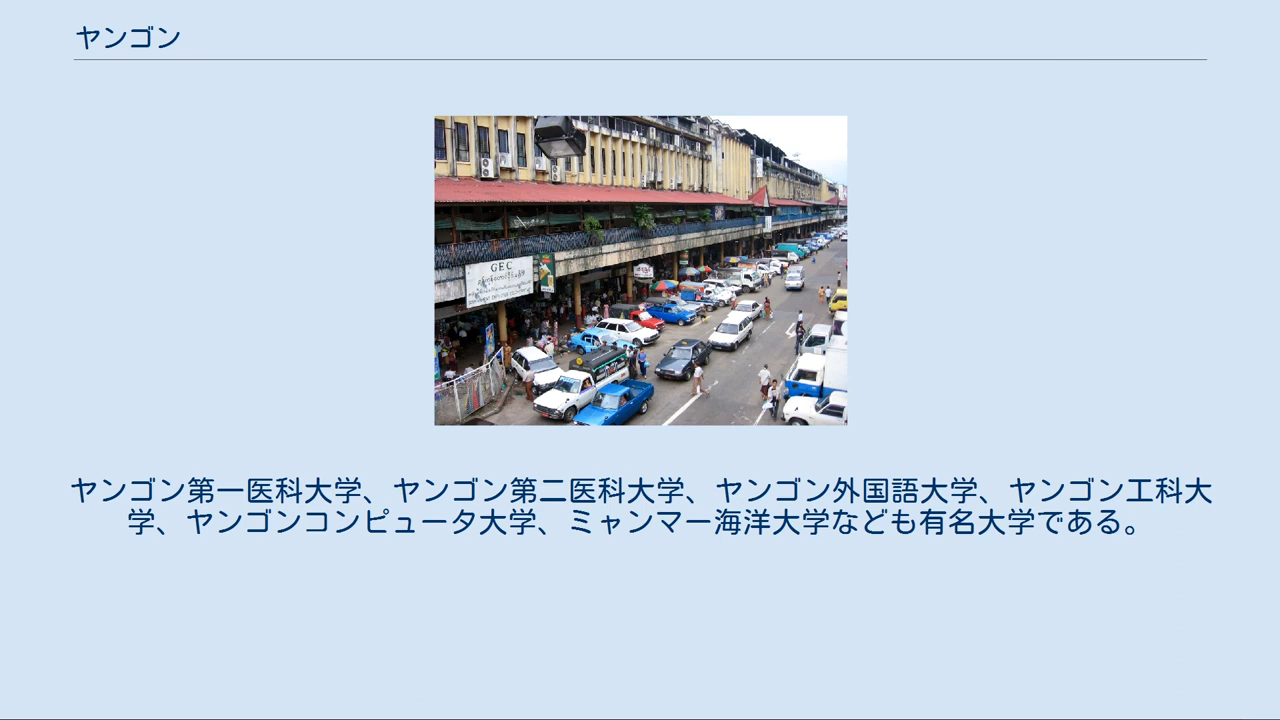 ヤンゴン
GEC
ヤンゴン第一医科大学、ヤンゴン第二医科大学、ヤンゴン外国語大学、ヤンゴン工科大
学、ヤンゴンコンピュータ大学、ミャンマー海洋大学なども有名大学である。